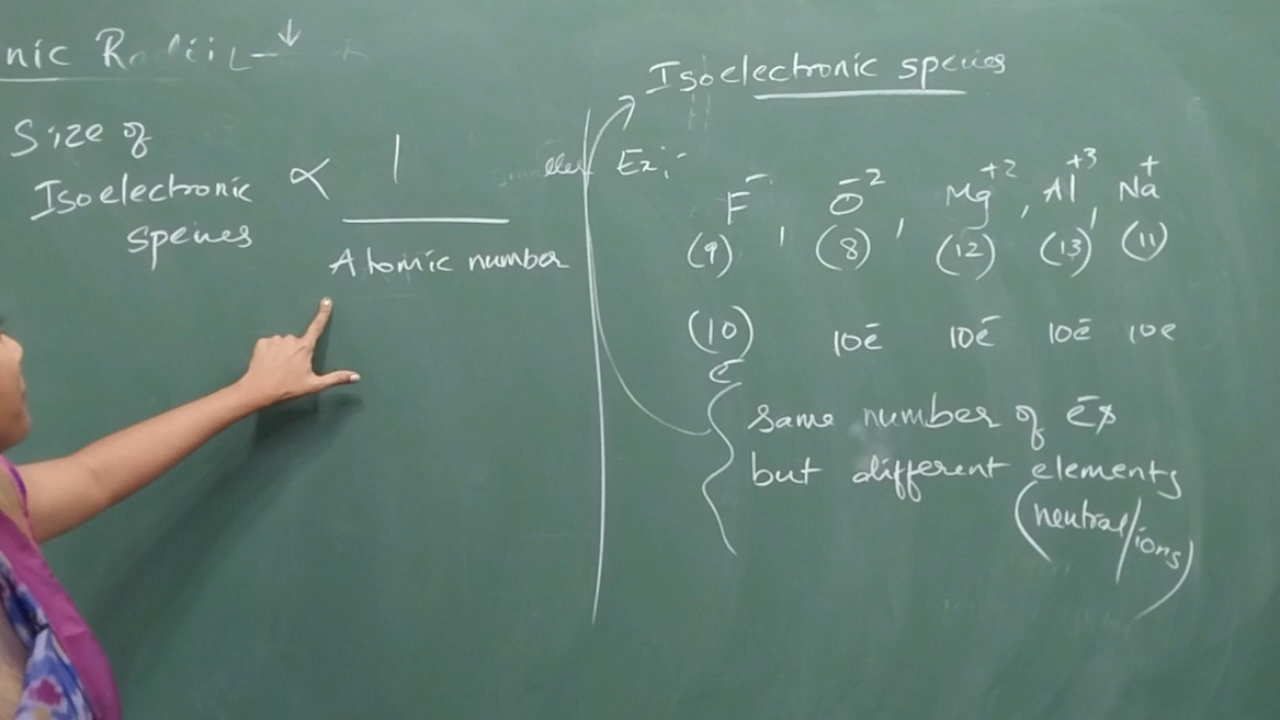 nic Radii
Size of
Isoelectronic
species
∝ 1
Atomic number
Isoelectronic species
Ex:-
F⁻, O⁻², Mg⁺², Al⁺³, Na⁺
(9) (8) (12) (13) (11)
(10) 10e⁻ 10e⁻ 10e⁻ 10e
e⁻
same number of e⁻s
but different elements
(neutral/ions)